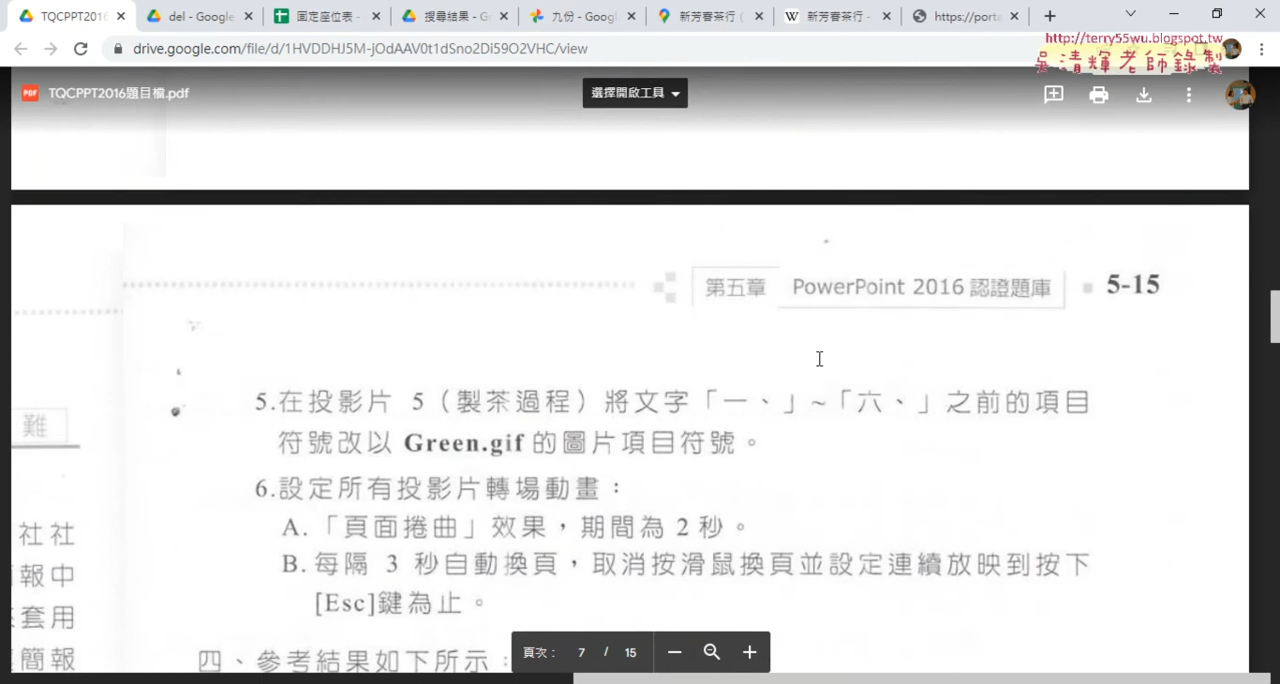 TQCPPT2016
del - Google
固定座位表 -
搜尋結果 - G
九份 - Googl
新芳春茶行 (
新芳春茶行 -
https://porta
drive.google.com/file/d/1HVDDHJ5M-jOdAAV0t1dSno2Di59O2VHC/view
http://terry55wu.blogspot.tw
吳清輝老師錄製
PDF TQCPPT2016題目檔.pdf
選擇開啟工具
第五章 PowerPoint 2016 認證題庫 5-15
5.在投影片 5（製茶過程）將文字「一、」~「六、」之前的項目
符號改以 Green.gif 的圖片項目符號。
難
6.設定所有投影片轉場動畫：
A.「頁面捲曲」效果，期間為 2 秒。
社社
B.每隔 3 秒自動換頁，取消按滑鼠換頁並設定連續放映到按下
報中
[Esc]鍵為止。
套用
四、參考結果如下所示：
簡報
頁次： 7 / 15